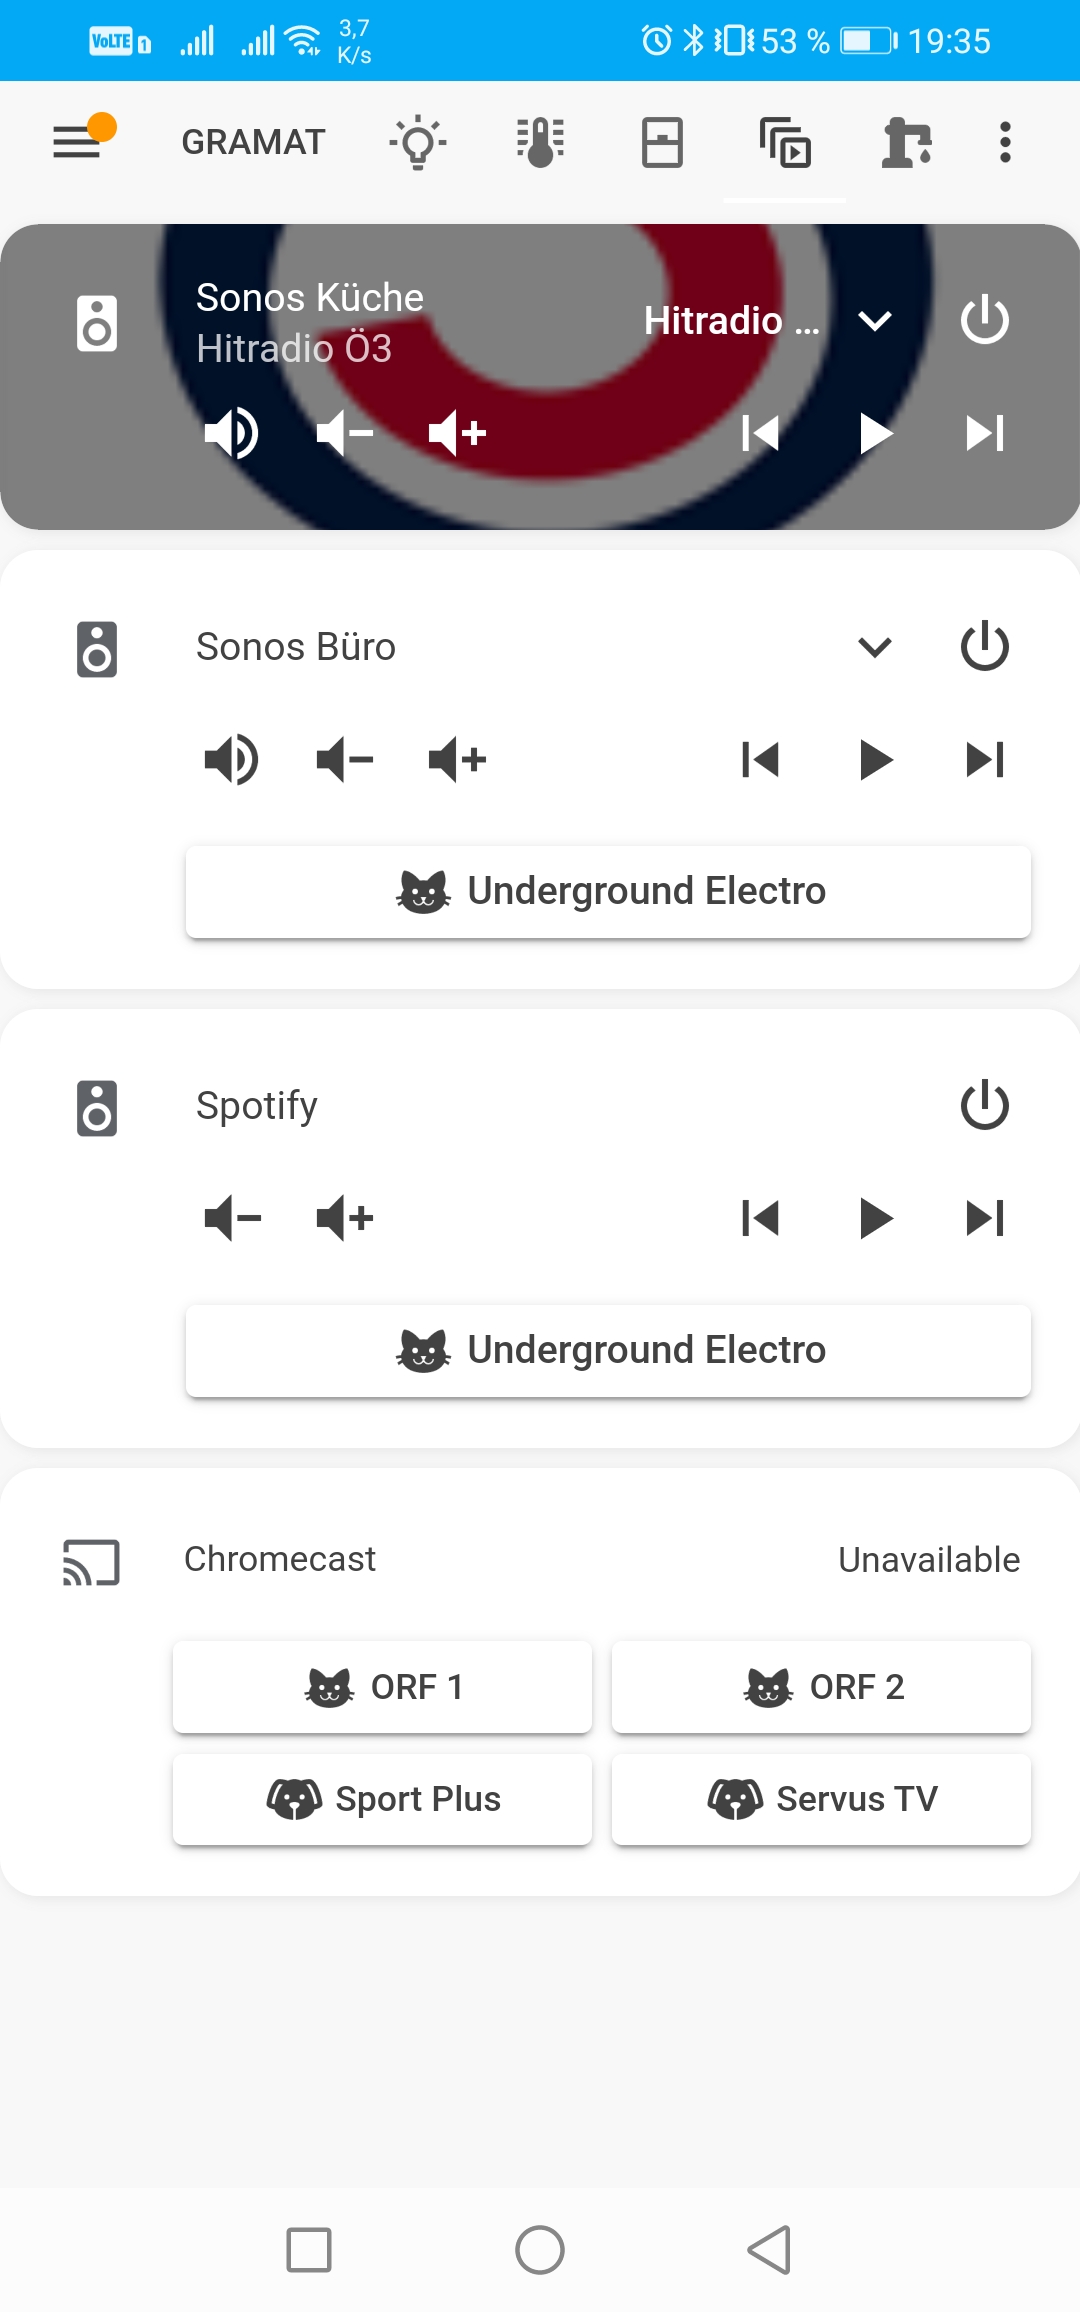 VoLTE 1 3,7 K/s 53 % 19:35
GRAMAT
Sonos Küche
Hitradio Ö3
Hitradio ...
Sonos Büro
Underground Electro
Spotify
Underground Electro
Chromecast Unavailable
ORF 1 ORF 2
Sport Plus Servus TV